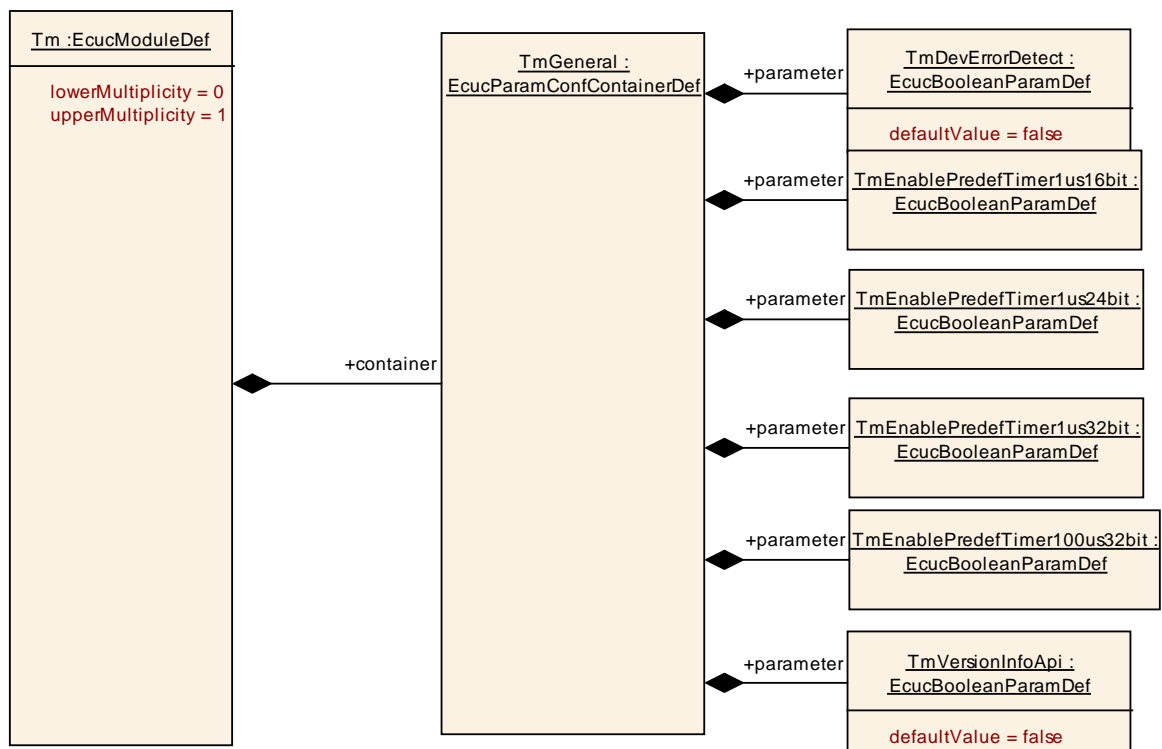 Tm :EcucModuleDef
lowerMultiplicity = 0
upperMultiplicity = 1
+container
TmGeneral :
EcucParamConfContainerDef
+parameter
TmDevErrorDetect :
EcucBooleanParamDef
defaultValue = false
+parameter
TmEnablePredefTimer1us16bit :
EcucBooleanParamDef
+parameter
TmEnablePredefTimer1us24bit :
EcucBooleanParamDef
+parameter
TmEnablePredefTimer1us32bit :
EcucBooleanParamDef
+parameter
TmEnablePredefTimer100us32bit :
EcucBooleanParamDef
+parameter
TmVersionInfoApi :
EcucBooleanParamDef
defaultValue = false